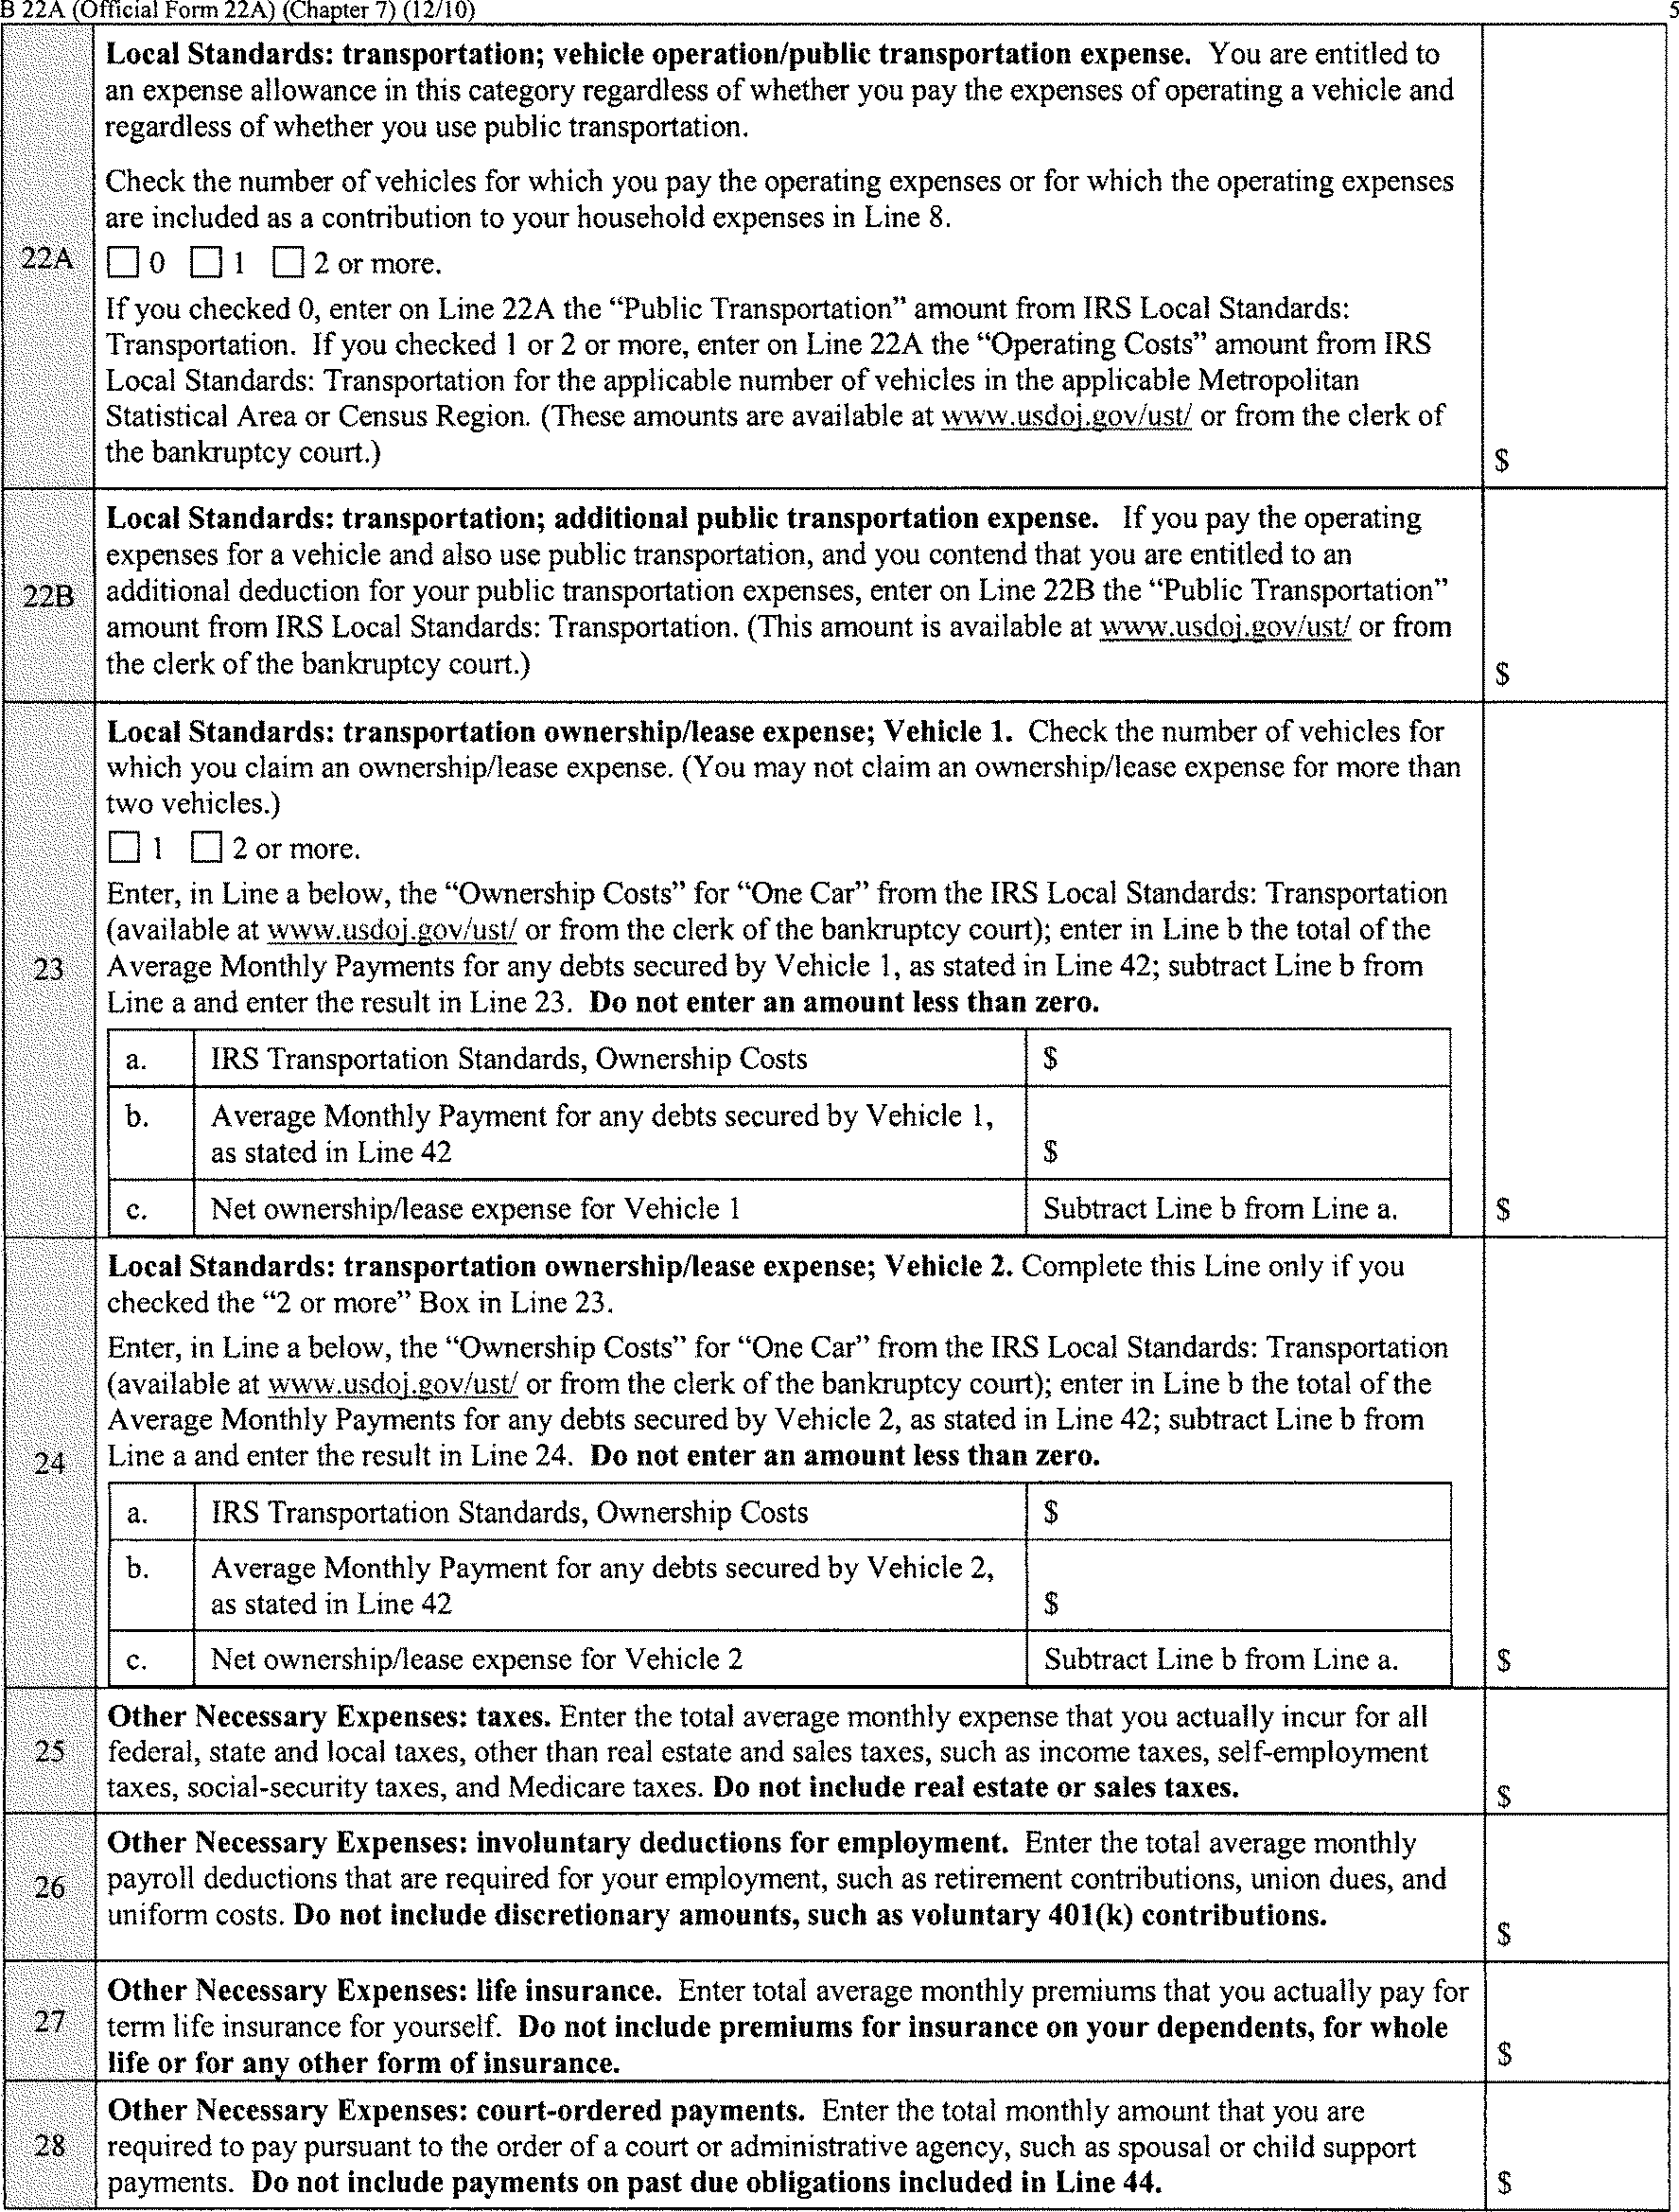 B 22A (Official Form 22A) (Chapter 7) (12/10) 5
Local Standards: transportation; vehicle operation/public transportation expense. You are entitled to
an expense allowance in this category regardless of whether you pay the expenses of operating a vehicle and
regardless of whether you use public transportation.
Check the number of vehicles for which you pay the operating expenses or for which the operating expenses
are included as a contribution to your household expenses in Line 8.
22A
0 1 2 or more.
If you checked 0, enter on Line 22A the “Public Transportation” amount from IRS Local Standards:
Transportation. If you checked 1 or 2 or more, enter on Line 22A the “Operating Costs” amount from IRS
Local Standards: Transportation for the applicable number of vehicles in the applicable Metropolitan
Statistical Area or Census Region. (These amounts are available at www.usdoj.gov/ust/ or from the clerk of
the bankruptcy court.) $
Local Standards: transportation; additional public transportation expense. If you pay the operating
expenses for a vehicle and also use public transportation, and you contend that you are entitled to an
22B additional deduction for your public transportation expenses, enter on Line 22B the “Public Transportation”
amount from IRS Local Standards: Transportation. (This amount is available at www.usdoj.gov/ust/ or from
the clerk of the bankruptcy court.) $
Local Standards: transportation ownership/lease expense; Vehicle 1. Check the number of vehicles for
which you claim an ownership/lease expense. (You may not claim an ownership/lease expense for more than
two vehicles.)
1 2 or more.
Enter, in Line a below, the “Ownership Costs” for “One Car” from the IRS Local Standards: Transportation
(available at www.usdoj.gov/ust/ or from the clerk of the bankruptcy court); enter in Line b the total of the
23 Average Monthly Payments for any debts secured by Vehicle 1, as stated in Line 42; subtract Line b from
Line a and enter the result in Line 23. Do not enter an amount less than zero.
a. IRS Transportation Standards, Ownership Costs $
b. Average Monthly Payment for any debts secured by Vehicle 1,
as stated in Line 42 $
c. Net ownership/lease expense for Vehicle 1 Subtract Line b from Line a. $
Local Standards: transportation ownership/lease expense; Vehicle 2. Complete this Line only if you
checked the “2 or more” Box in Line 23.
Enter, in Line a below, the “Ownership Costs” for “One Car” from the IRS Local Standards: Transportation
(available at www.usdoj.gov/ust/ or from the clerk of the bankruptcy court); enter in Line b the total of the
Average Monthly Payments for any debts secured by Vehicle 2, as stated in Line 42; subtract Line b from
24 Line a and enter the result in Line 24. Do not enter an amount less than zero.
a. IRS Transportation Standards, Ownership Costs $
b. Average Monthly Payment for any debts secured by Vehicle 2,
as stated in Line 42 $
c. Net ownership/lease expense for Vehicle 2 Subtract Line b from Line a. $
Other Necessary Expenses: taxes. Enter the total average monthly expense that you actually incur for all
25 federal, state and local taxes, other than real estate and sales taxes, such as income taxes, self-employment
taxes, social-security taxes, and Medicare taxes. Do not include real estate or sales taxes. $
Other Necessary Expenses: involuntary deductions for employment. Enter the total average monthly
26 payroll deductions that are required for your employment, such as retirement contributions, union dues, and
uniform costs. Do not include discretionary amounts, such as voluntary 401(k) contributions. $
Other Necessary Expenses: life insurance. Enter total average monthly premiums that you actually pay for
27 term life insurance for yourself. Do not include premiums for insurance on your dependents, for whole
life or for any other form of insurance. $
Other Necessary Expenses: court-ordered payments. Enter the total monthly amount that you are
28 required to pay pursuant to the order of a court or administrative agency, such as spousal or child support
payments. Do not include payments on past due obligations included in Line 44. $